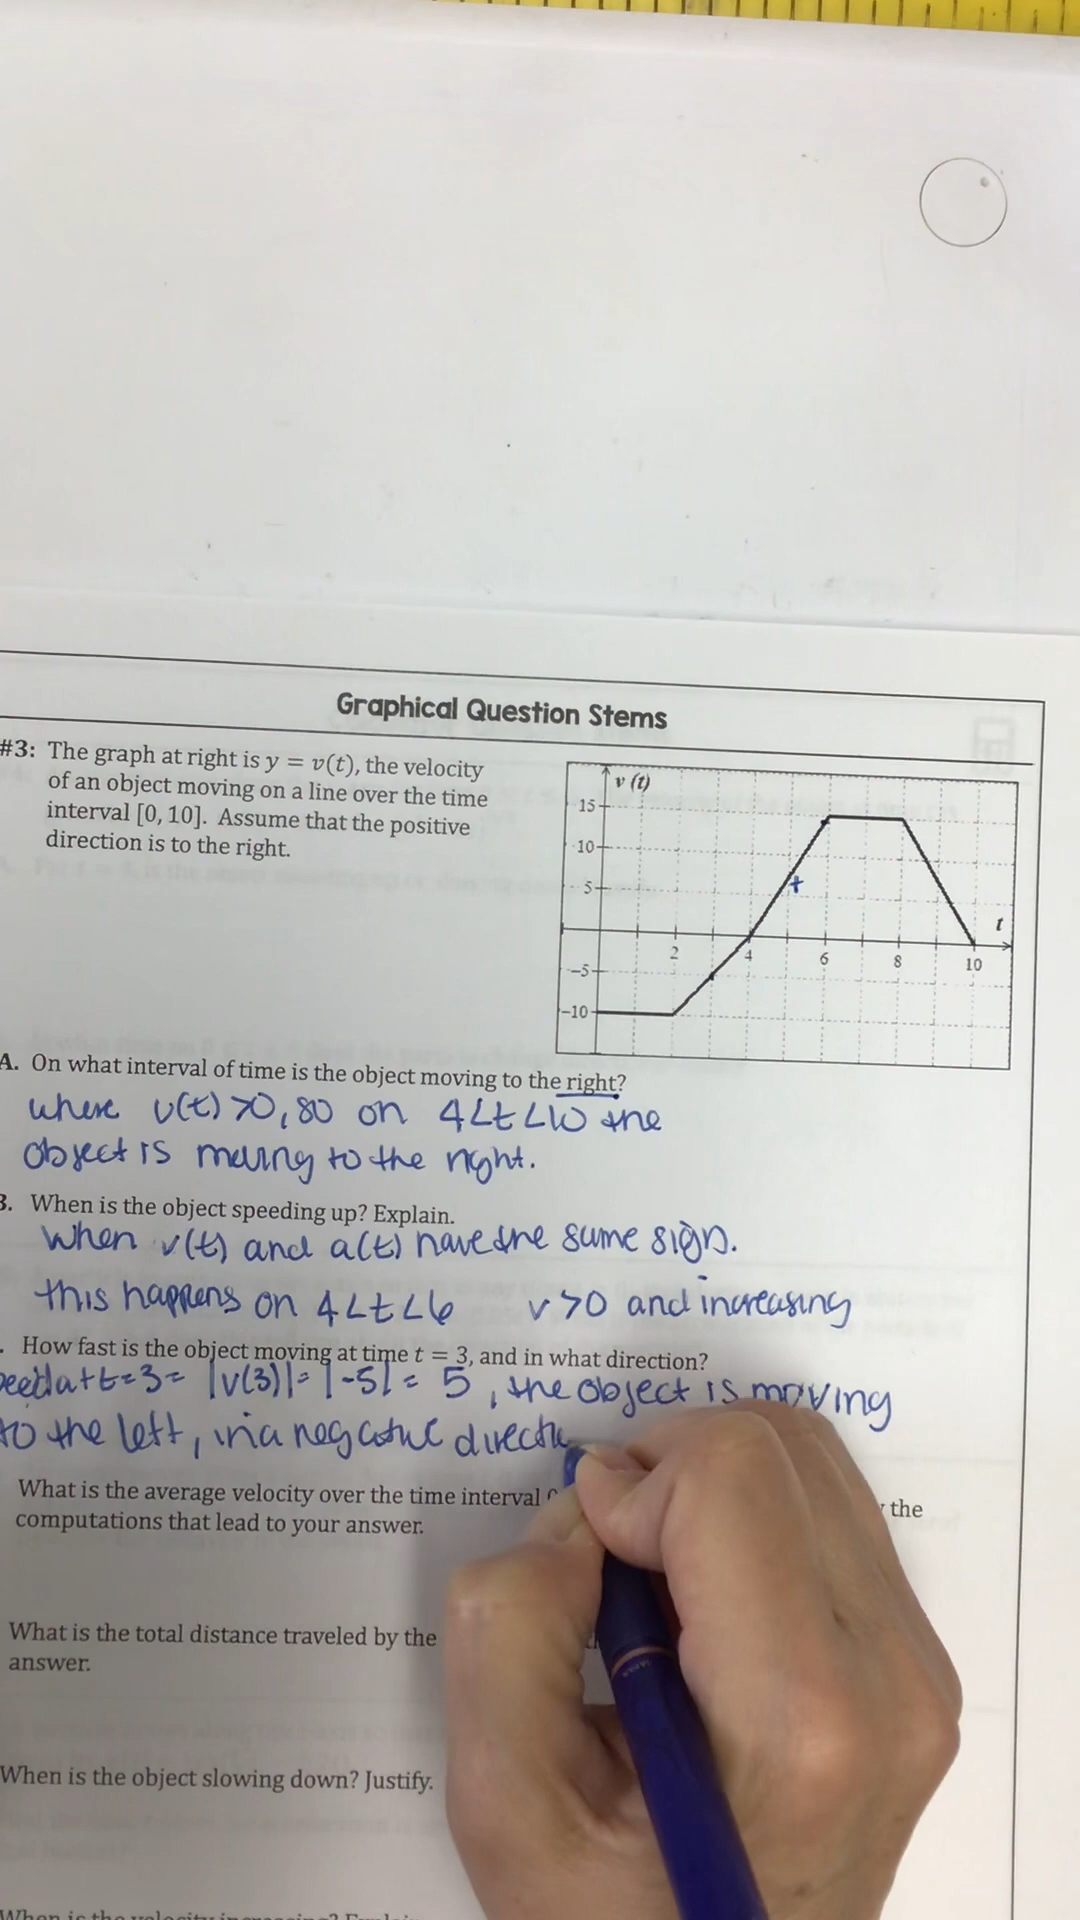 Graphical Question Stems
#3: The graph at right is y = v(t), the velocity
of an object moving on a line over the time
interval [0, 10]. Assume that the positive
direction is to the right.
v (t)
15
10
5
-5
-10
2
4
6
8
10
t
+
A. On what interval of time is the object moving to the right?
where v(t) >0, so on 4<t<10 the
object is moving to the right.
3. When is the object speeding up? Explain.
when v(t) and a(t) have the same sign.
this happens on 4<t<6 v>0 and increasing
. How fast is the object moving at time t = 3, and in what direction?
peed at t=3= |v(3)|= |-5| = 5, the object is moving
to the left, in a negative directi
What is the average velocity over the time interval
the
computations that lead to your answer.
What is the total distance traveled by the
answer.
When is the object slowing down? Justify.
When is the velocity increasing?